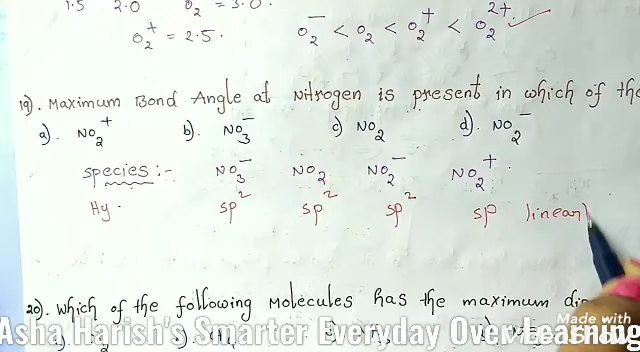 1.5 2.0 O2 = 3.0.
O2+ = 2.5. O2- < O2 < O2+ < O2 2+.
19). Maximum Bond Angle at Nitrogen is present in which of the
a). NO2+ b). NO3- c) NO2 d). NO2-
species :- NO3- NO2 NO2- NO2+.
Hy. sp2 sp2 sp2 sp linear)
20). which of the following Molecules has the maximum
Made with
Asha Harish's Smarter Everyday Over Learning